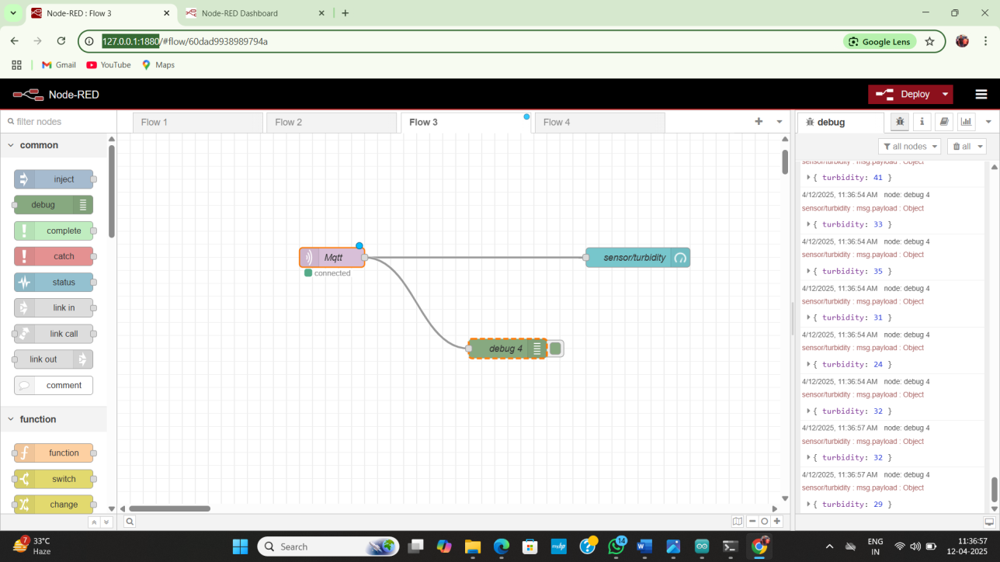 Node-RED : Flow 3
Node-RED Dashboard
127.0.0.1:1880/#flow/60dad9938989794a
Google Lens
Gmail
YouTube
Maps
Node-RED
Deploy
filter nodes
Flow 1
Flow 2
Flow 3
Flow 4
debug
all nodes
all
common
inject
debug
complete
catch
status
link in
link call
link out
comment
function
function
switch
change
Mqtt
connected
sensor/turbidity
debug 4
sensor/turbidity : msg.payload : Object
{ turbidity: 41 }
4/12/2025, 11:36:54 AM node: debug 4
sensor/turbidity : msg.payload : Object
{ turbidity: 33 }
4/12/2025, 11:36:54 AM node: debug 4
sensor/turbidity : msg.payload : Object
{ turbidity: 35 }
4/12/2025, 11:36:54 AM node: debug 4
sensor/turbidity : msg.payload : Object
{ turbidity: 31 }
4/12/2025, 11:36:54 AM node: debug 4
sensor/turbidity : msg.payload : Object
{ turbidity: 24 }
4/12/2025, 11:36:54 AM node: debug 4
sensor/turbidity : msg.payload : Object
{ turbidity: 32 }
4/12/2025, 11:36:57 AM node: debug 4
sensor/turbidity : msg.payload : Object
{ turbidity: 32 }
4/12/2025, 11:36:57 AM node: debug 4
sensor/turbidity : msg.payload : Object
{ turbidity: 29 }
7
33°C
Haze
Search
14
ENG
IN
11:36:57
12-04-2025